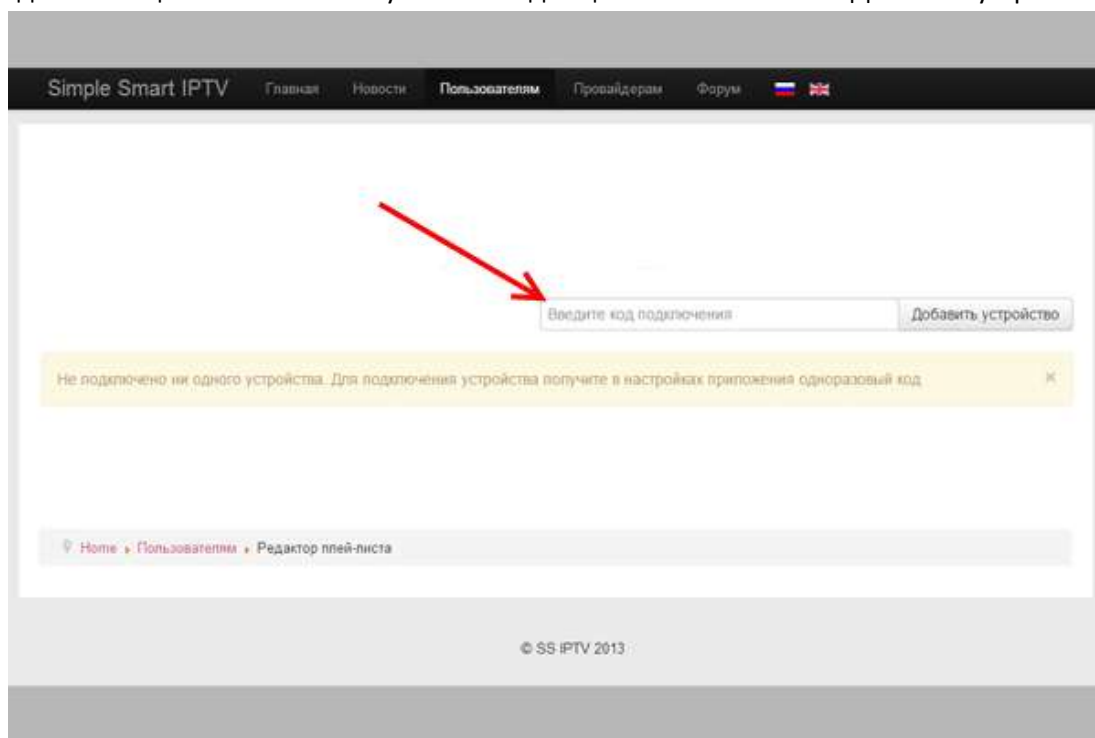 Simple Smart IPTV Главная Новости Пользователям Провайдерам Форум
Введите код подключения Добавить устройство
Не подключено ни одного устройства. Для подключения устройства получите в настройках приложения одноразовый код ×
Home Пользователям Редактор плей-листа
© SS IPTV 2013